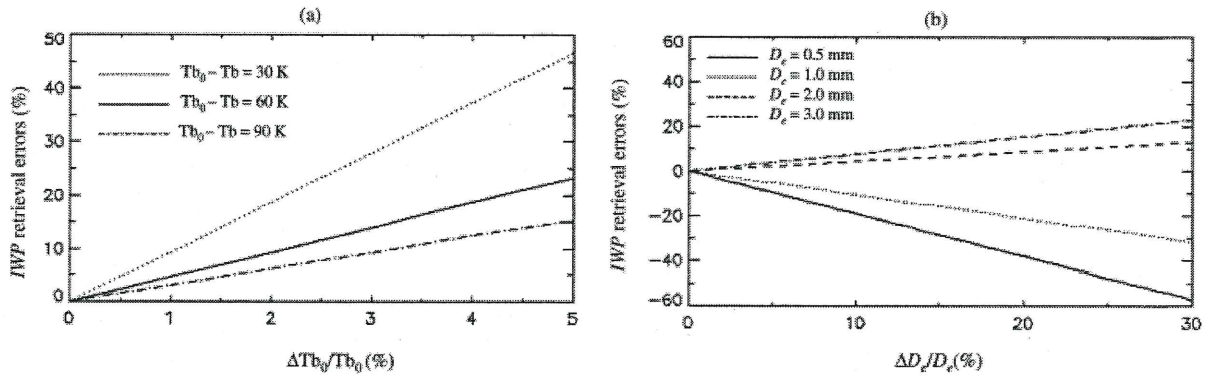 (a)
50
40
30
20
10
0
IWP retrieval errors (%)
Tb₀ – Tb = 30 K
Tb₀ – Tb = 60 K
Tb₀ – Tb = 90 K
0 1 2 3 4 5
ΔTb₀/Tb₀ (%)
(b)
60
40
20
0
−20
−40
−60
IWP retrieval errors (%)
Dₑ = 0.5 mm
Dₑ = 1.0 mm
Dₑ = 2.0 mm
Dₑ = 3.0 mm
0 10 20 30
ΔDₑ/Dₑ(%)